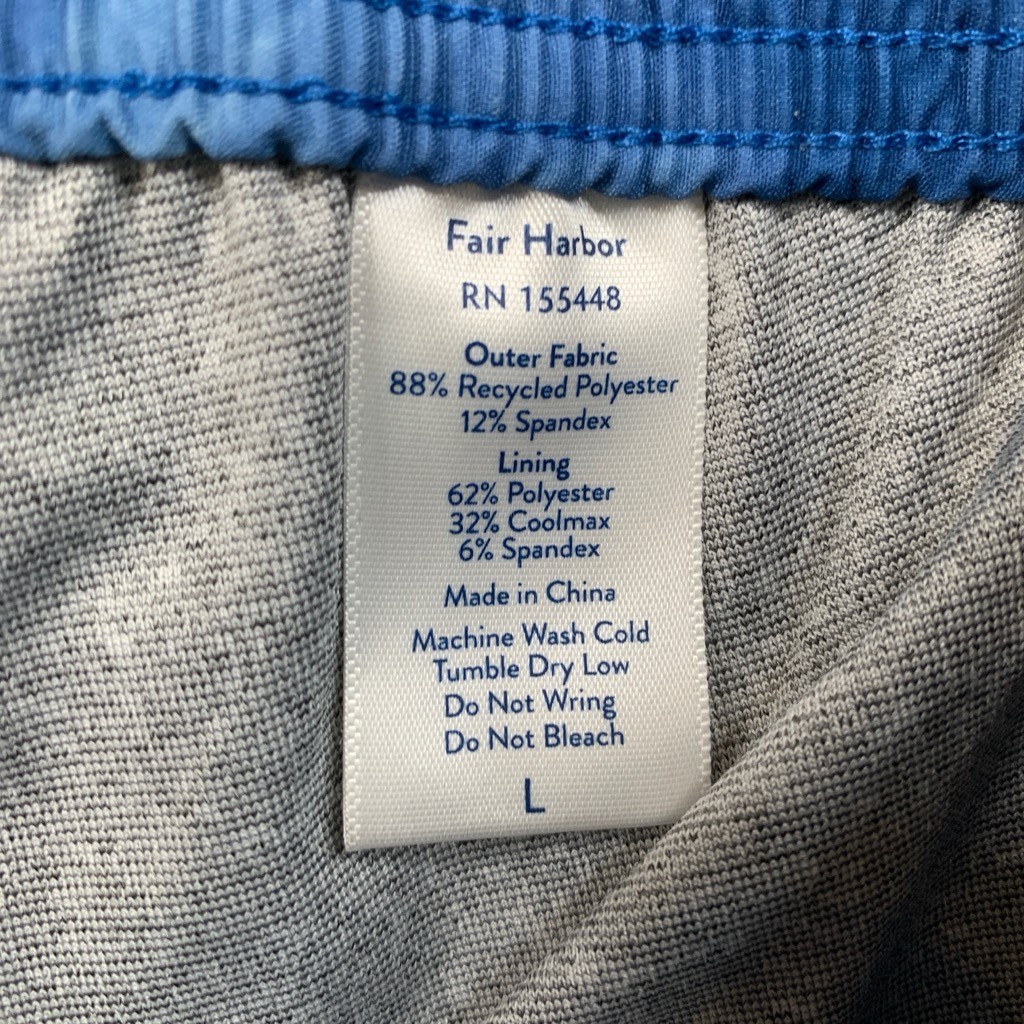 Fair Harbor
RN 155448
Outer Fabric
88% Recycled Polyester
12% Spandex
Lining
62% Polyester
32% Coolmax
6% Spandex
Made in China
Machine Wash Cold
Tumble Dry Low
Do Not Wring
Do Not Bleach
L